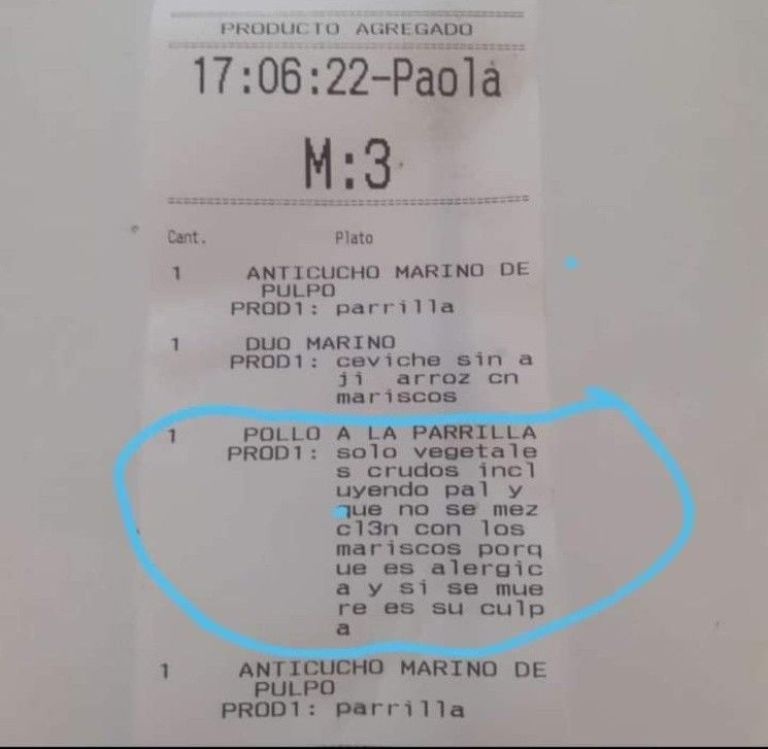 PRODUCTO AGREGADO
17:06:22-Paola
M:3
Cant. Plato
1 ANTICUCHO MARINO DE
PULPO
PROD1: parrilla
1 DUO MARINO
PROD1: ceviche sin a
ji arroz cn
mariscos
1 POLLO A LA PARRILLA
PROD1: solo vegetale
s crudos incl
uyendo pal y
que no se mez
cl3n con los
mariscos porq
ue es alergic
a y si se mue
re es su culp
a
1 ANTICUCHO MARINO DE
PULPO
PROD1: parrilla